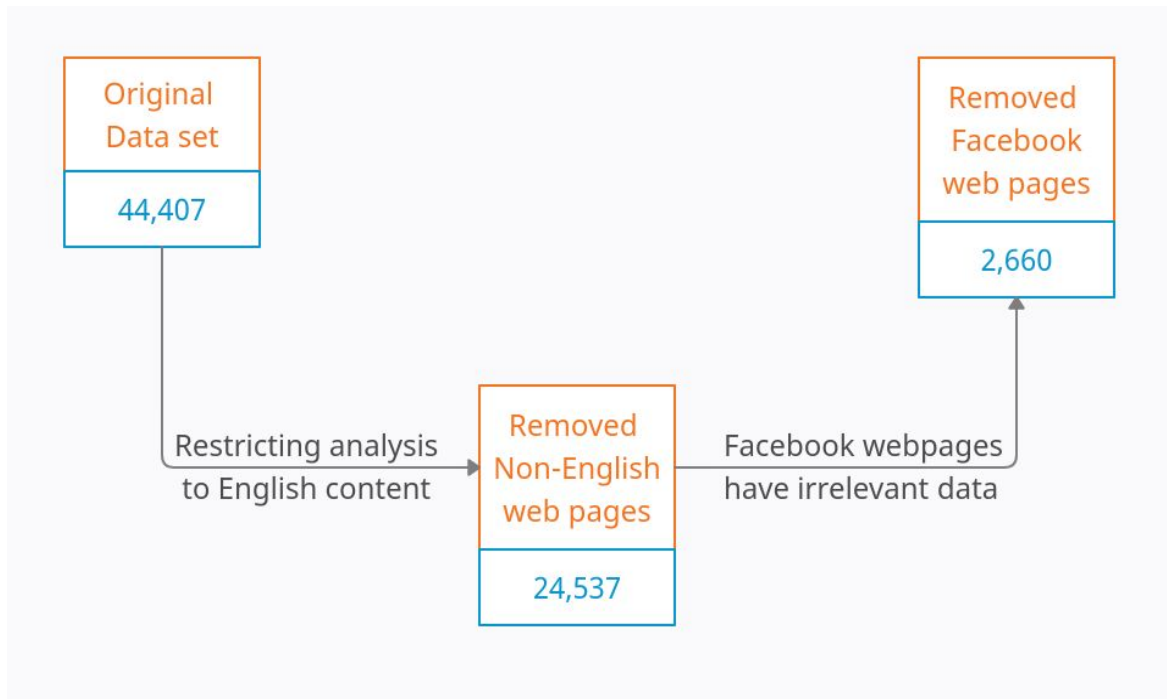 Original
Data set
44,407
Restricting analysis
to English content
Removed
Non-English
web pages
24,537
Facebook webpages
have irrelevant data
Removed
Facebook
web pages
2,660